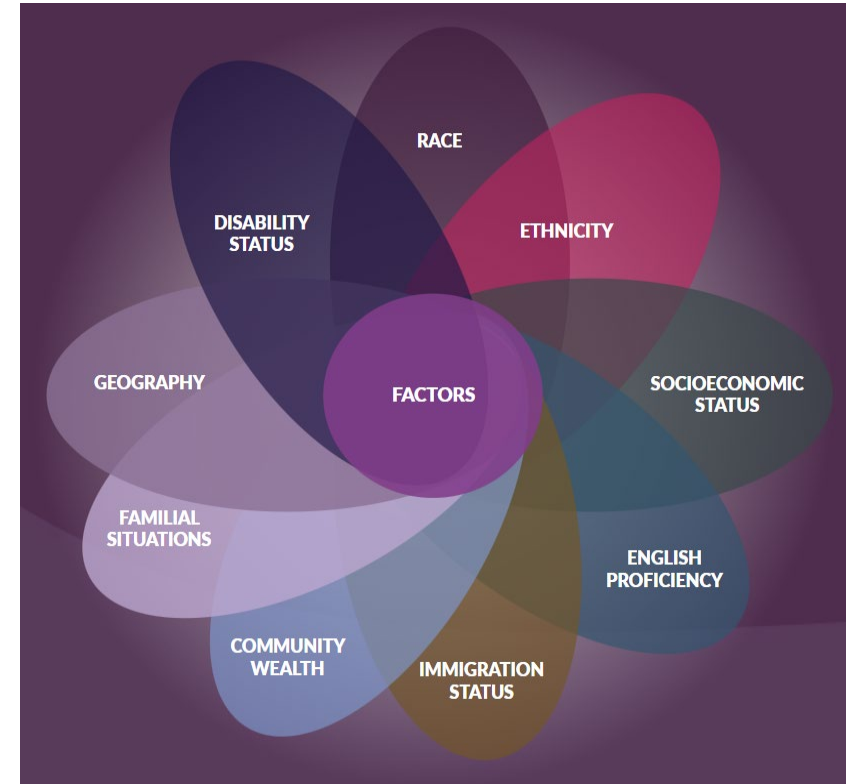 RACE
ETHNICITY
DISABILITY
STATUS
GEOGRAPHY
FACTORS
SOCIOECONOMIC
STATUS
FAMILIAL
SITUATIONS
ENGLISH
PROFICIENCY
COMMUNITY
WEALTH
IMMIGRATION
STATUS